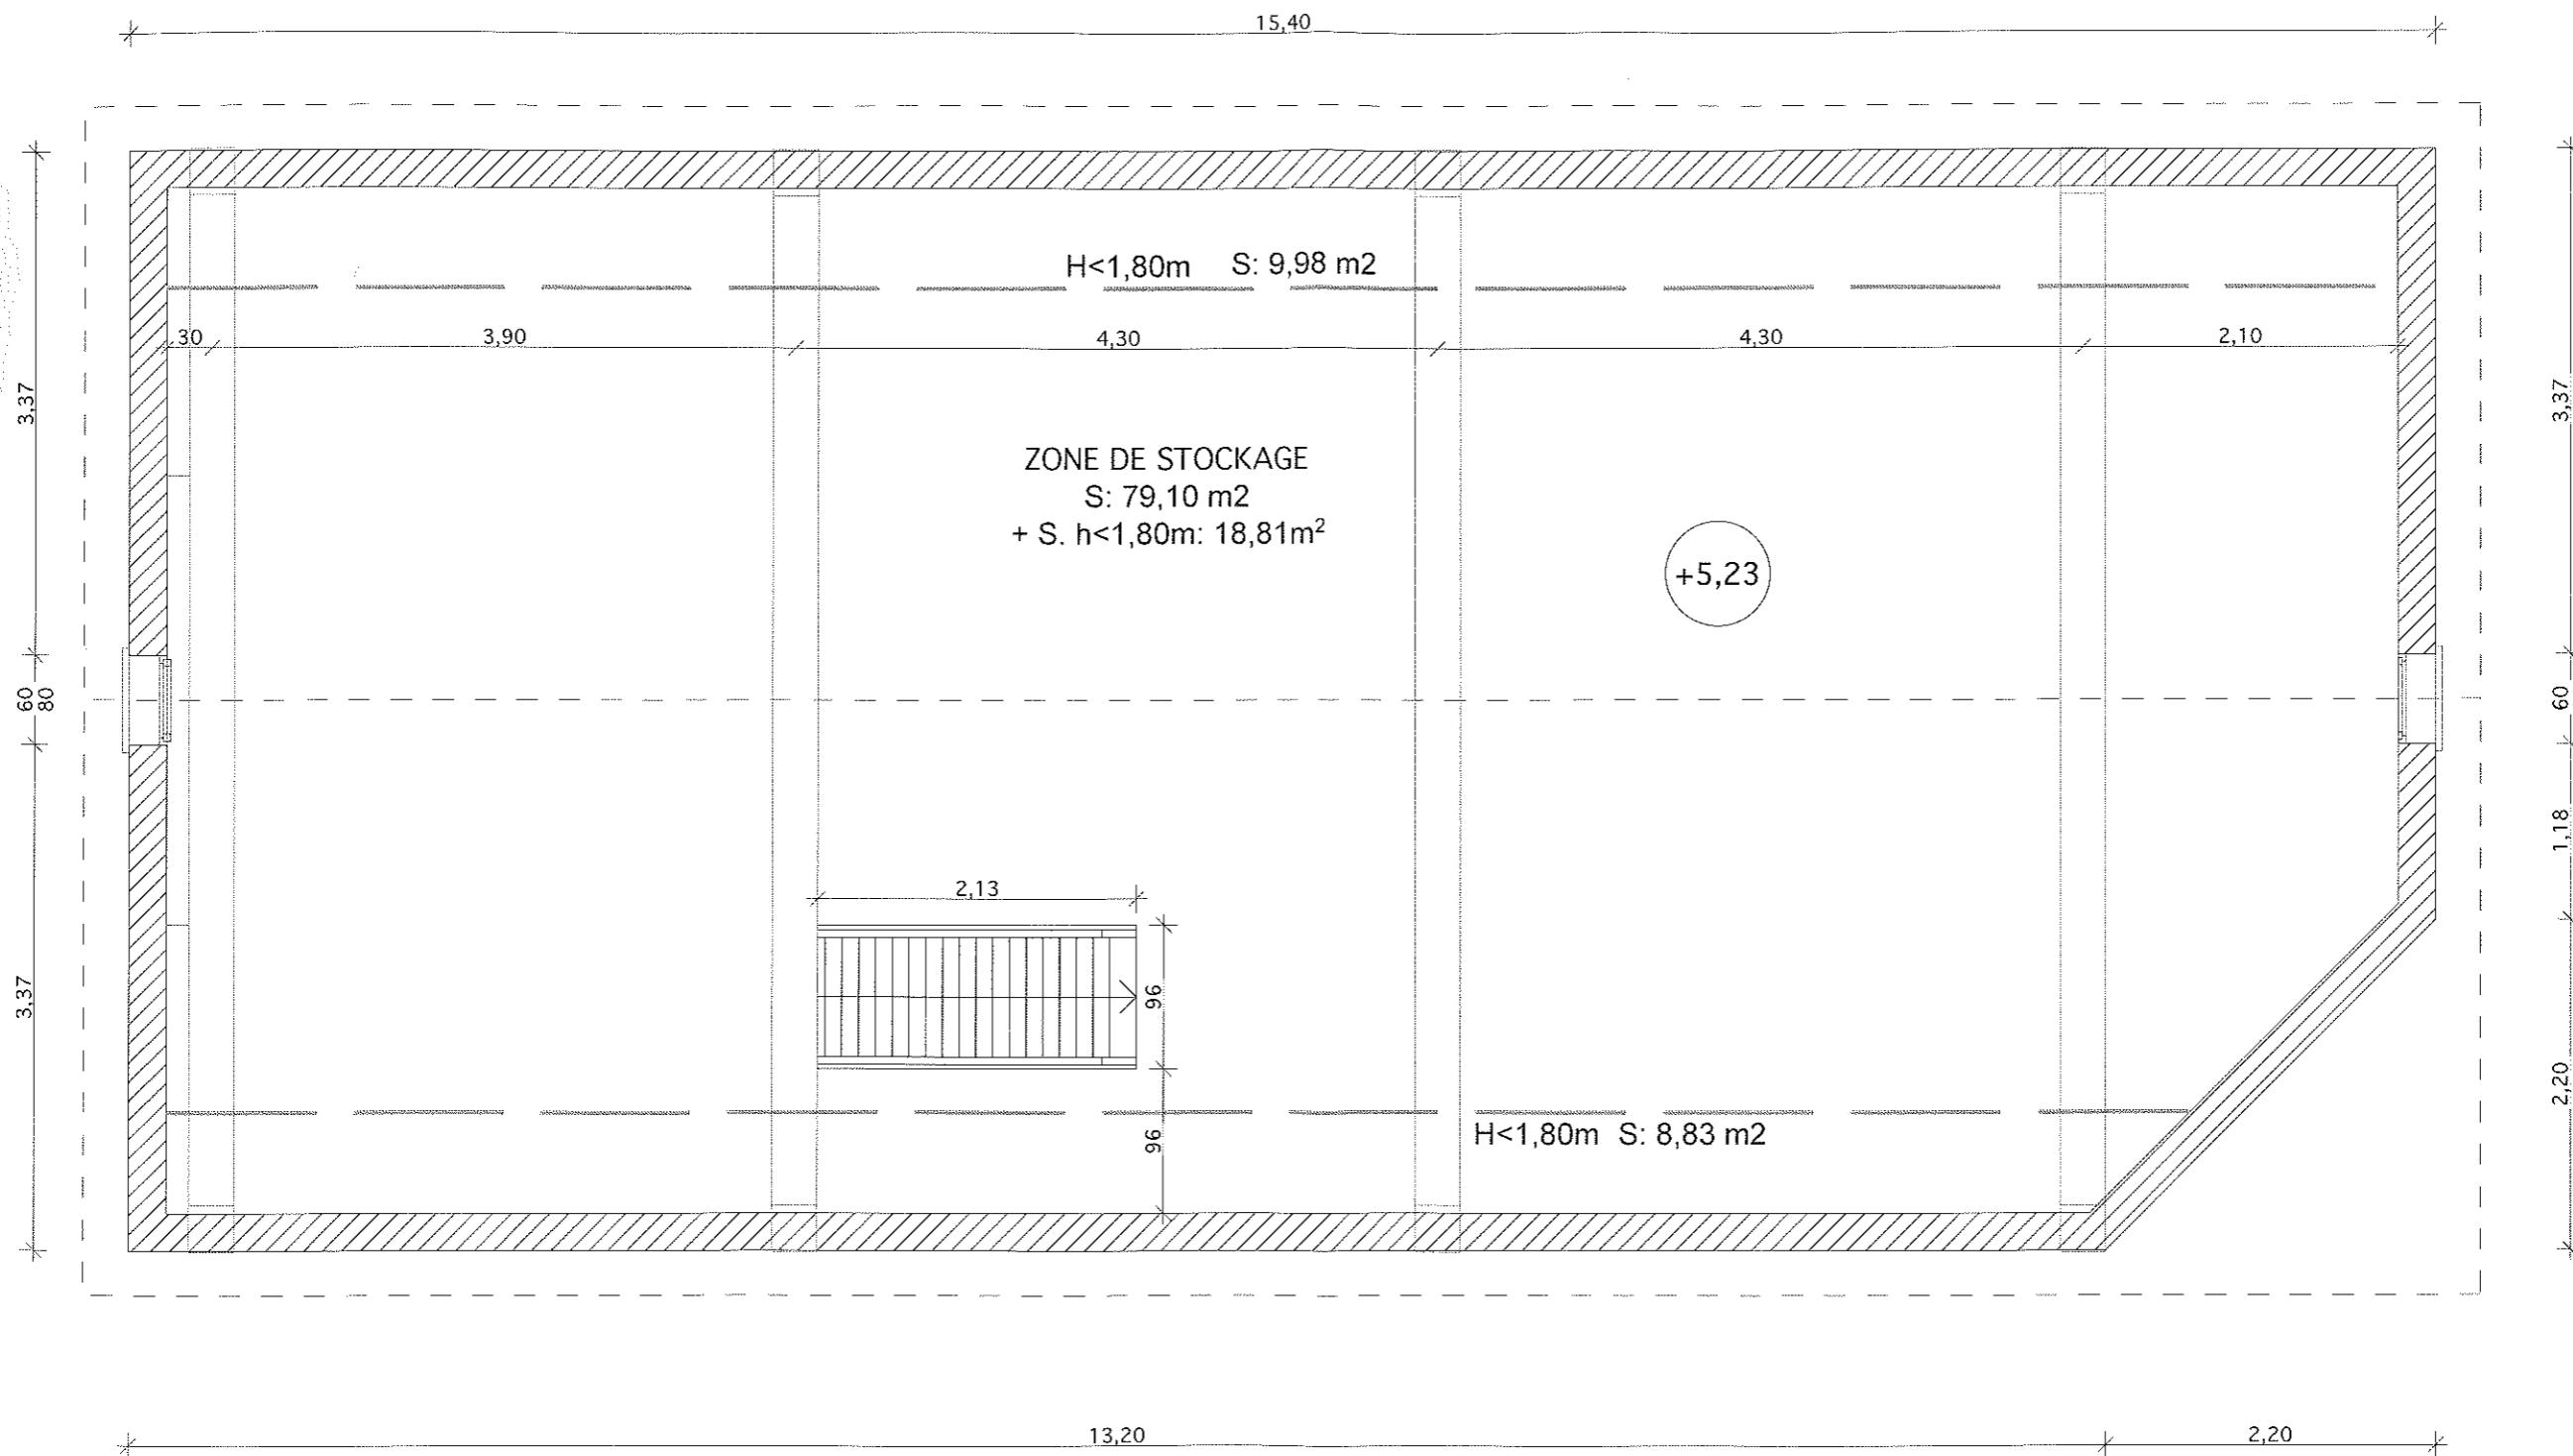 15,40
H<1,80m S: 9,98 m2
30 3,90 4,30 4,30 2,10
3,37
3,37
ZONE DE STOCKAGE
S: 79,10 m2
+ S. h<1,80m: 18,81m²
+5,23
60
80
60
1,18
2,13
96
3,37
2,20
96
H<1,80m S: 8,83 m2
13,20 2,20